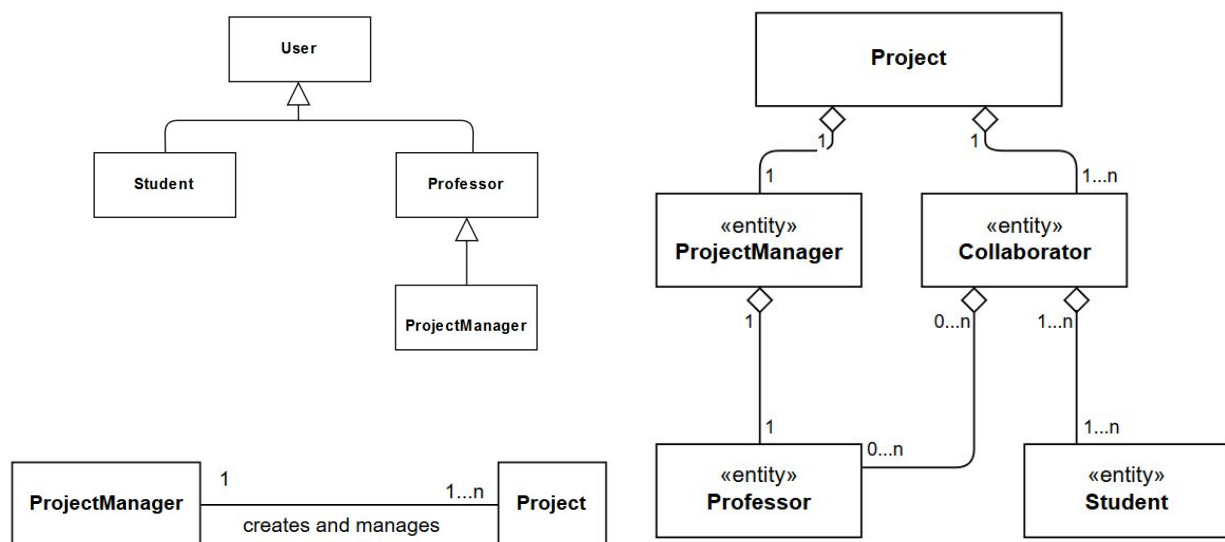 User
Student
Professor
ProjectManager
ProjectManager
1
1...n
Project
creates and manages
Project
1
1
1
1...n
«entity»
ProjectManager
«entity»
Collaborator
1
0...n
1...n
1
0...n
1...n
«entity»
Professor
«entity»
Student